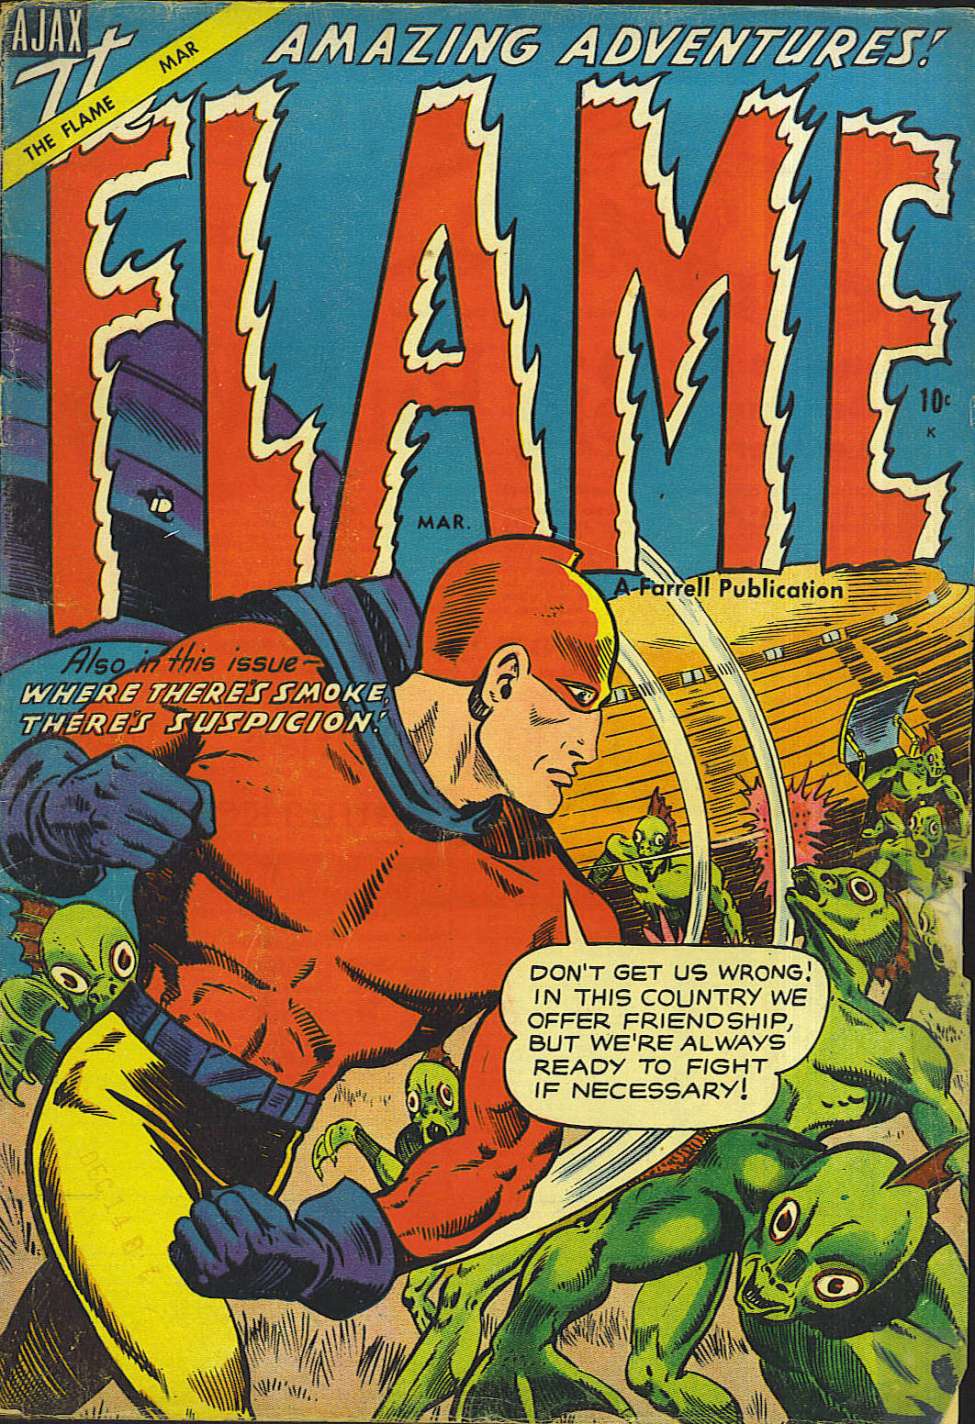 AJAX
THE FLAME MAR
AMAZING ADVENTURES!
The
FLAME
10¢
K
MAR.
A Farrell Publication
Also in this issue~
WHERE THERE'S SMOKE,
THERE'S SUSPICION!
DON'T GET US WRONG!
IN THIS COUNTRY WE
OFFER FRIENDSHIP,
BUT WE'RE ALWAYS
READY TO FIGHT
IF NECESSARY!